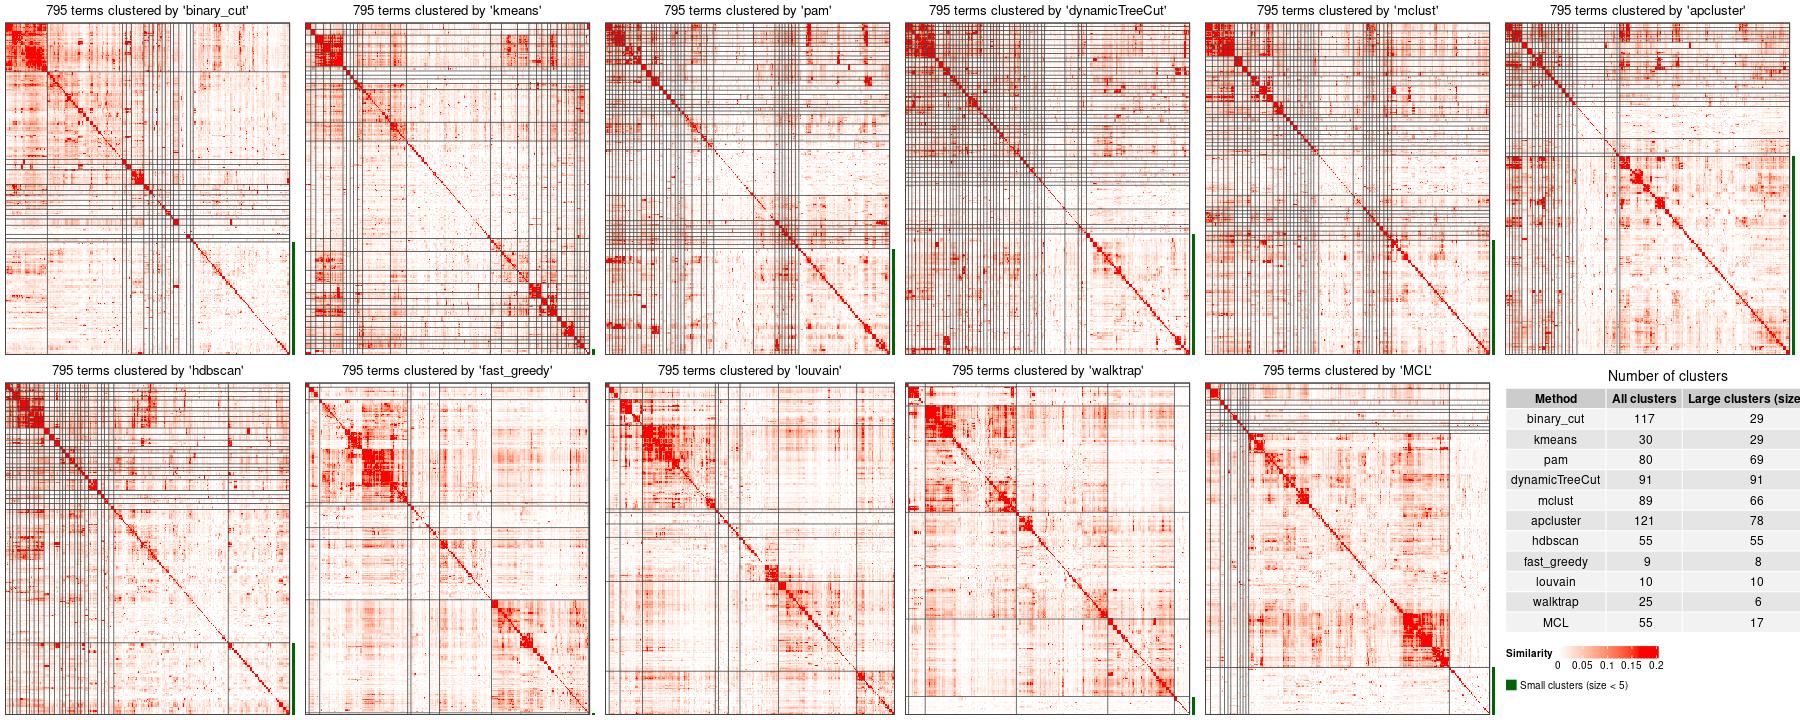 795 terms clustered by 'binary_cut'
795 terms clustered by 'kmeans'
795 terms clustered by 'pam'
795 terms clustered by 'dynamicTreeCut'
795 terms clustered by 'mclust'
795 terms clustered by 'apcluster'
795 terms clustered by 'hdbscan'
795 terms clustered by 'fast_greedy'
795 terms clustered by 'louvain'
795 terms clustered by 'walktrap'
795 terms clustered by 'MCL'
Number of clusters
Method All clusters Large clusters (size
binary_cut 117 29
kmeans 30 29
pam 80 69
dynamicTreeCut 91 91
mclust 89 66
apcluster 121 78
hdbscan 55 55
fast_greedy 9 8
louvain 10 10
walktrap 25 6
MCL 55 17
Similarity
0 0.05 0.1 0.15 0.2
Small clusters (size < 5)